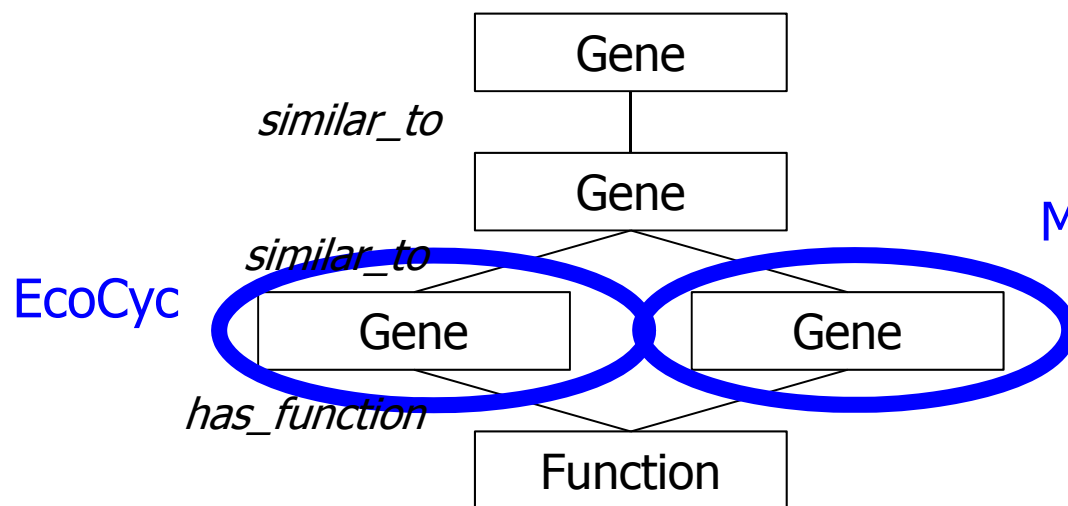 Gene
similar_to
Gene
M
similar_to
EcoCyc
Gene
Gene
has_function
Function